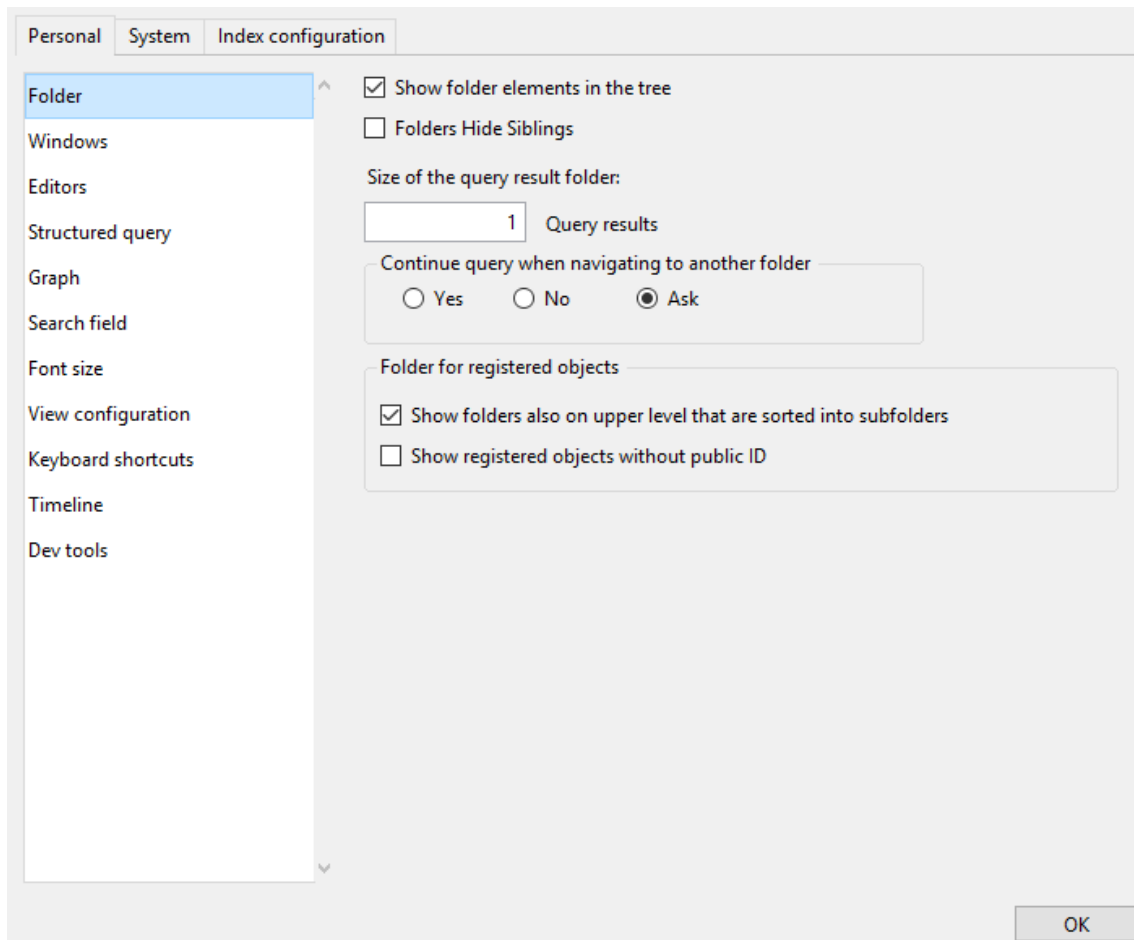 Personal System Index configuration
Folder
Windows
Editors
Structured query
Graph
Search field
Font size
View configuration
Keyboard shortcuts
Timeline
Dev tools
Show folder elements in the tree
Folders Hide Siblings
Size of the query result folder:
1 Query results
Continue query when navigating to another folder
Yes No Ask
Folder for registered objects
Show folders also on upper level that are sorted into subfolders
Show registered objects without public ID
OK